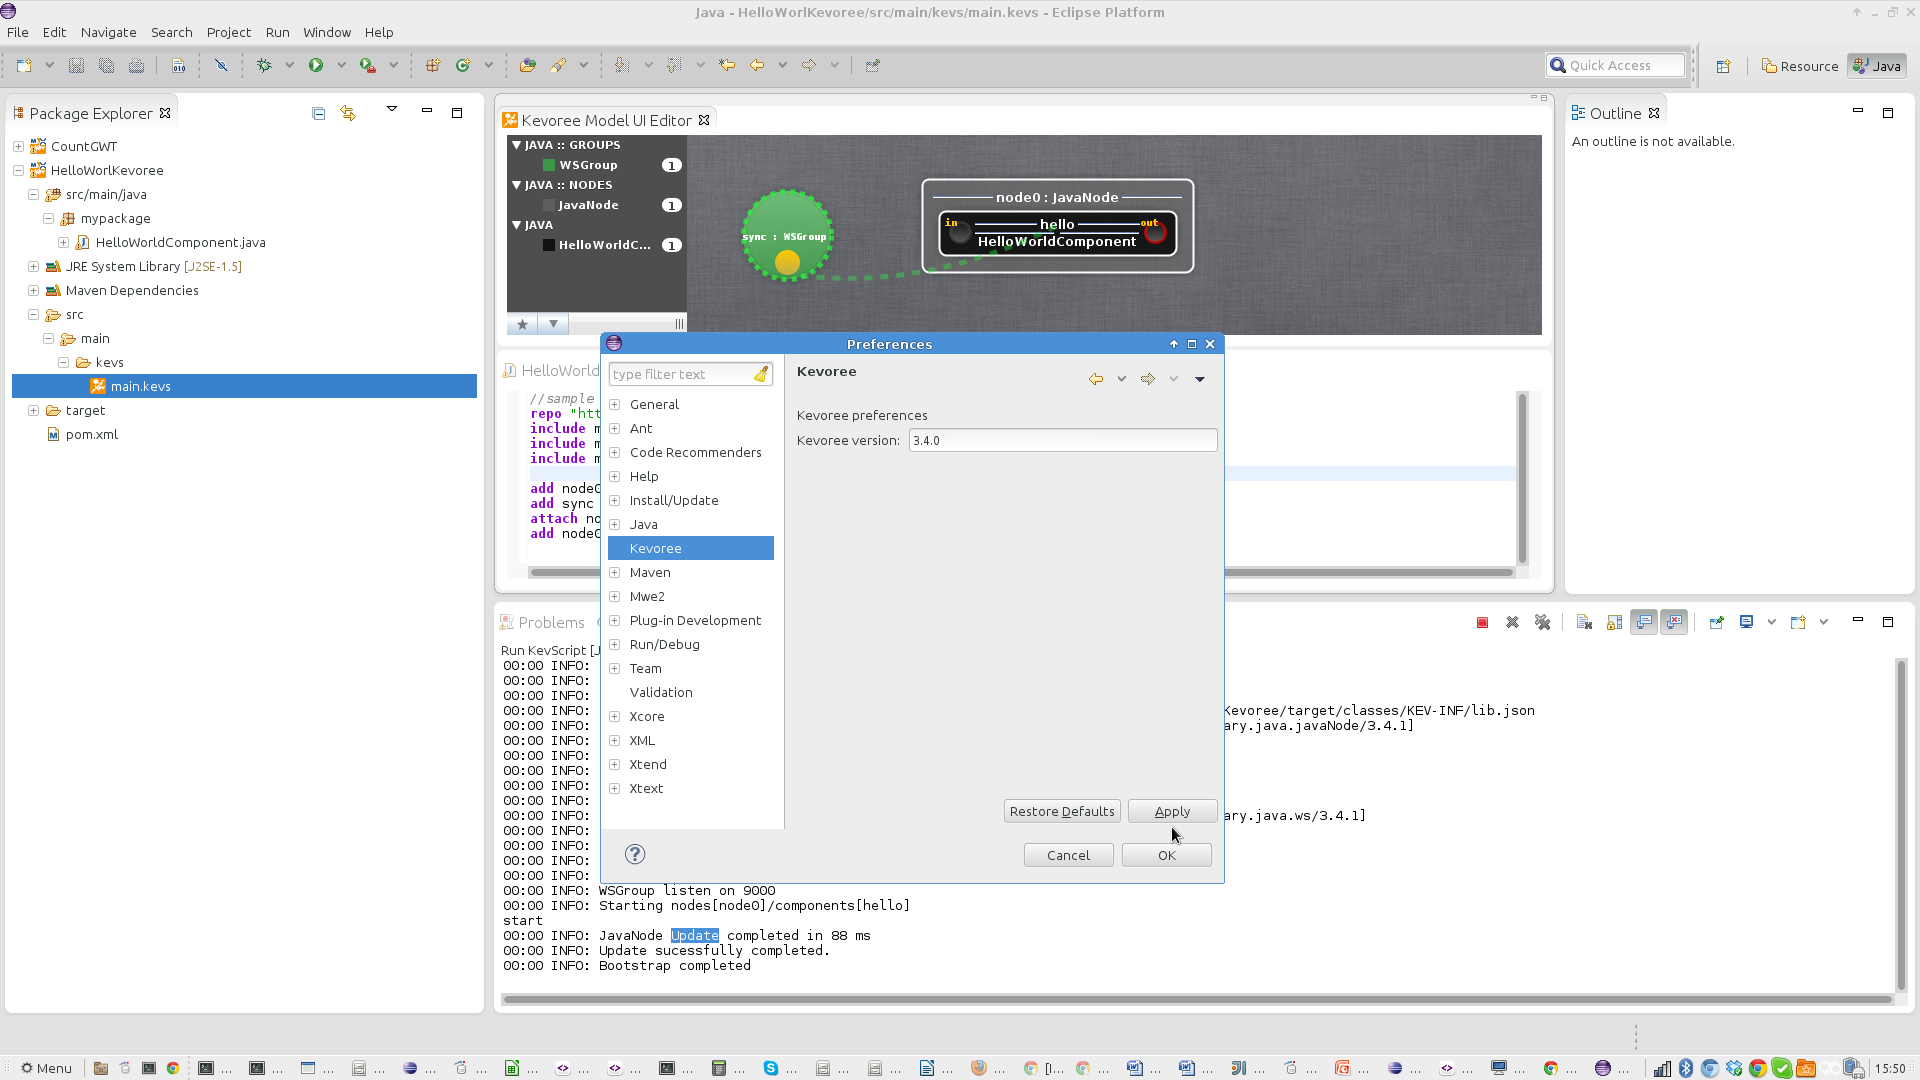 Java - HelloWorlKevoree/src/main/kevs/main.kevs - Eclipse Platform
File Edit Navigate Search Project Run Window Help
Quick Access
Resource
Java
Package Explorer
CountGWT
HelloWorlKevoree
src/main/java
mypackage
HelloWorldComponent.java
JRE System Library [J2SE-1.5]
Maven Dependencies
src
main
kevs
main.kevs
target
pom.xml
Kevoree Model UI Editor
JAVA :: GROUPS
WSGroup 1
JAVA :: NODES
JavaNode 1
JAVA
HelloWorldC... 1
sync : WSGroup
node0 : JavaNode
in hello out
HelloWorldComponent
Outline
An outline is not available.
HelloWorld
//sample
repo "htt
include m
include m
include m
add node0
add sync
attach no
add node0
Preferences
type filter text
General
Ant
Code Recommenders
Help
Install/Update
Java
Kevoree
Maven
Mwe2
Plug-in Development
Run/Debug
Team
Validation
Xcore
XML
Xtend
Xtext
Kevoree
Kevoree preferences
Kevoree version: 3.4.0
Restore Defaults
Apply
Cancel
OK
Problems
Run KevScript [J
00:00 INFO:
00:00 INFO:
00:00 INFO:
00:00 INFO: Kevoree/target/classes/KEV-INF/lib.json
00:00 INFO: ary.java.javaNode/3.4.1]
00:00 INFO:
00:00 INFO:
00:00 INFO:
00:00 INFO:
00:00 INFO:
00:00 INFO: ary.java.ws/3.4.1]
00:00 INFO:
00:00 INFO:
00:00 INFO:
00:00 INFO:
00:00 INFO: WSGroup listen on 9000
00:00 INFO: Starting nodes[node0]/components[hello]
start
00:00 INFO: JavaNode Update completed in 88 ms
00:00 INFO: Update sucessfully completed.
00:00 INFO: Bootstrap completed
Menu ... ... ... ... ... ... ... ... ... ... ... ... ... ... ... ... [... ... ... ... ... ... ... ... ... ... ... ... 15:50